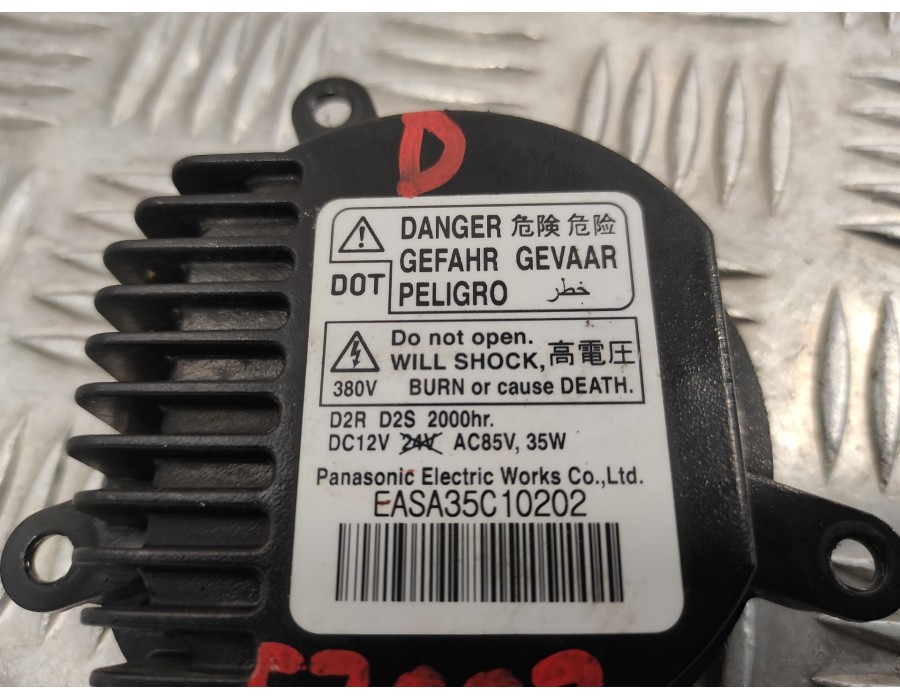 D
DANGER 危険 危险
DOT
GEFAHR GEVAAR
PELIGRO خطر
Do not open.
WILL SHOCK, 高電圧
380V BURN or cause DEATH.
D2R D2S 2000hr.
DC12V 24V AC85V, 35W
Panasonic Electric Works Co.,Ltd.
EASA35C10202